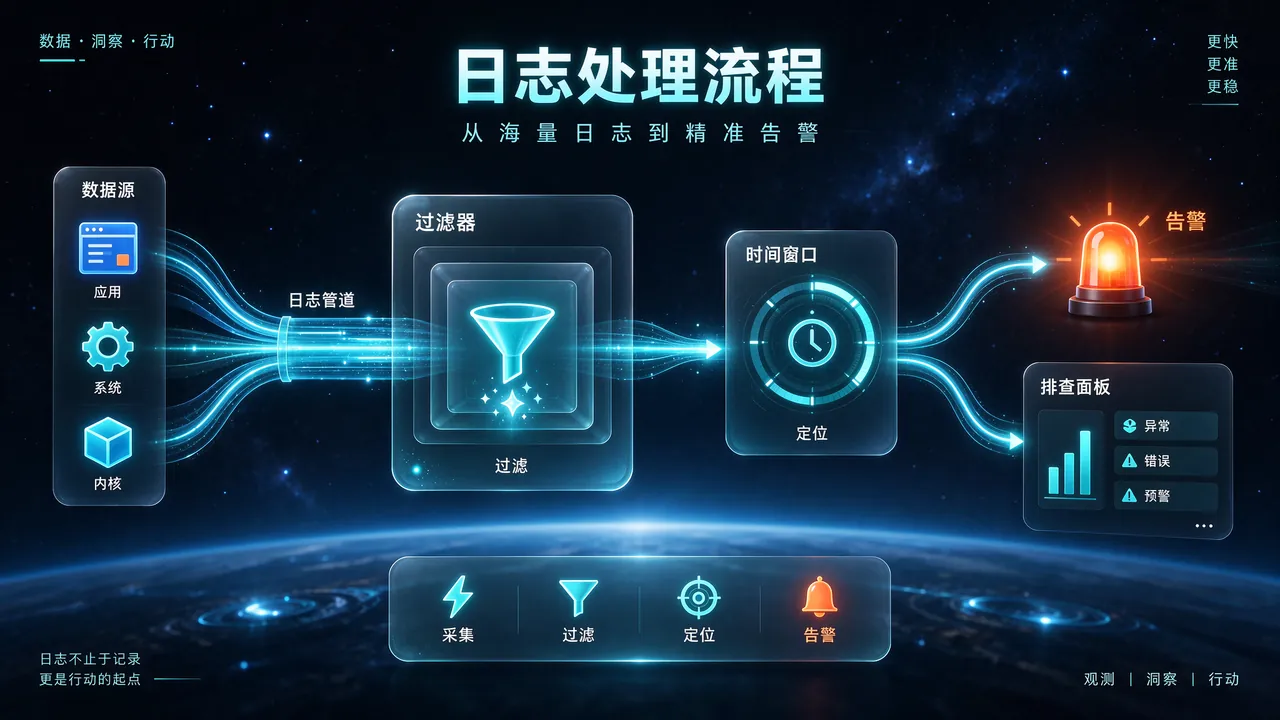 数据 · 洞察 · 行动
更快
更准
更稳
日志处理流程
从海量日志到精准告警
数据源
应用
系统
内核
日志管道
过滤器
过滤
时间窗口
定位
告警
排查面板
异常
错误
预警
采集
过滤
定位
告警
日志不止于记录
更是行动的起点
观测 | 洞察 | 行动